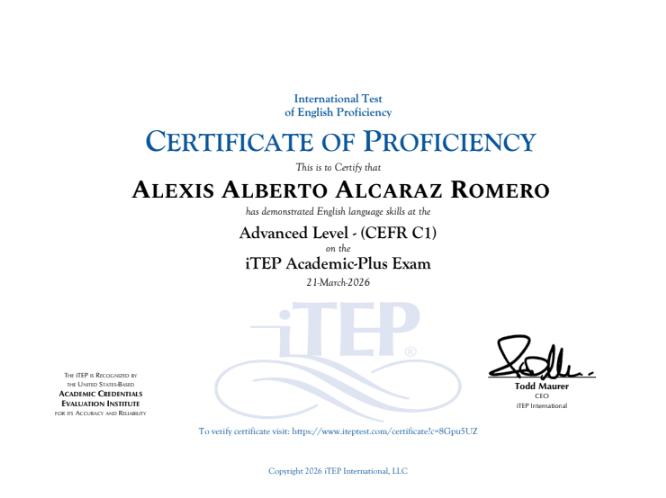 International Test
of English Proficiency
CERTIFICATE OF PROFICIENCY
This is to Certify that
ALEXIS ALBERTO ALCARAZ ROMERO
has demonstrated English language skills at the
Advanced Level - (CEFR C1)
on the
iTEP Academic-Plus Exam
21-March-2026
iTEP®
THE iTEP IS RECOGNIZED BY
THE UNITED STATES-BASED
ACADEMIC CREDENTIALS
EVALUATION INSTITUTE
FOR ITS ACCURACY AND RELIABILITY
Todd Maurer
CEO
iTEP International
To verify certificate visit: https://www.iteptest.com/certificate?c=8Gpu5UZ
Copyright 2026 iTEP International, LLC